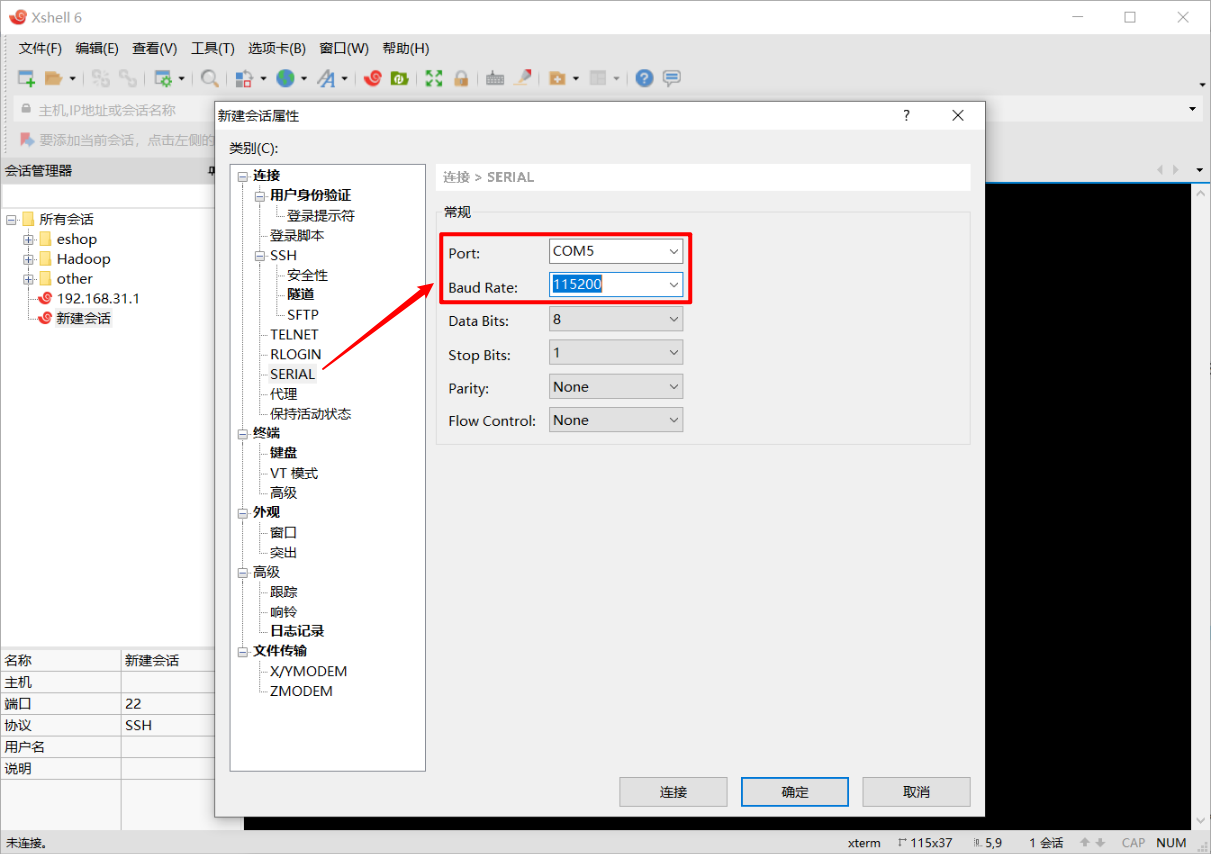 Xshell 6
文件(F) 编辑(E) 查看(V) 工具(T) 选项卡(B) 窗口(W) 帮助(H)
主机,IP地址或会话名称
要添加当前会话，点击左侧的
会话管理器
所有会话
eshop
Hadoop
other
192.168.31.1
新建会话
名称 新建会话
主机
端口 22
协议 SSH
用户名
说明
新建会话属性 ?
类别(C):
连接
用户身份验证
登录提示符
登录脚本
SSH
安全性
隧道
SFTP
TELNET
RLOGIN
SERIAL
代理
保持活动状态
终端
键盘
VT 模式
高级
外观
窗口
突出
高级
跟踪
响铃
日志记录
文件传输
X/YMODEM
ZMODEM
连接 > SERIAL
常规
Port: COM5
Baud Rate: 115200
Data Bits: 8
Stop Bits: 1
Parity: None
Flow Control: None
连接 确定 取消
未连接。 xterm 115x37 5,9 1 会话 CAP NUM